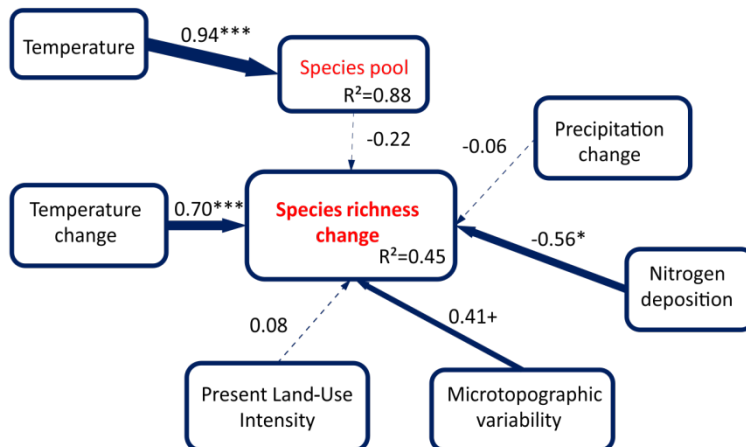 Temperature
0.94***
Species pool
R²=0.88
-0.22
-0.06
Precipitation
change
Temperature
change
0.70***
Species richness
change
R²=0.45
-0.56*
Nitrogen
deposition
0.08
0.41+
Present Land-Use
Intensity
Microtopographic
variability